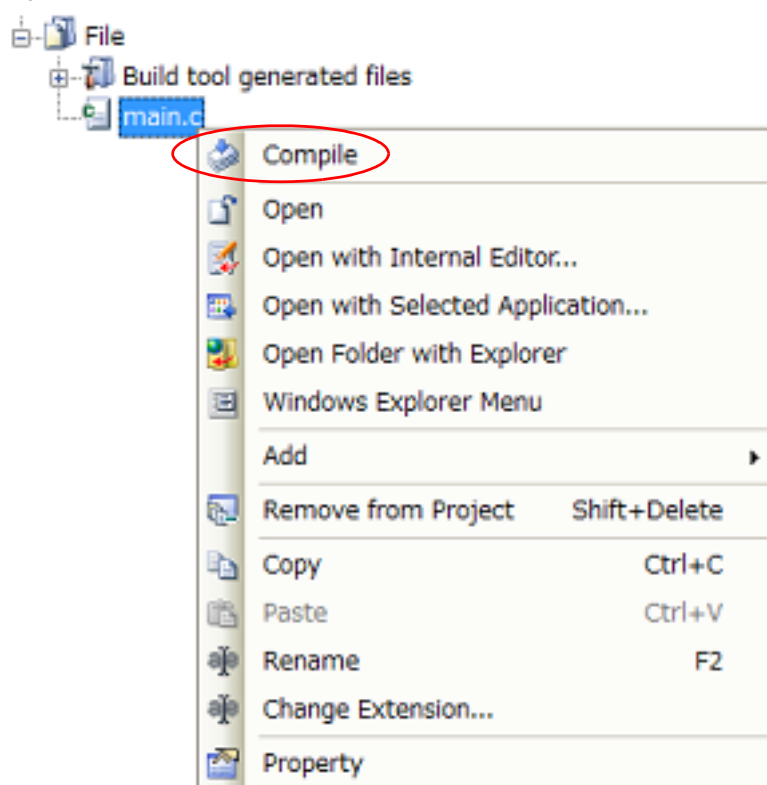 File
Build tool generated files
main.c
Compile
Open
Open with Internal Editor...
Open with Selected Application...
Open Folder with Explorer
Windows Explorer Menu
Add
Remove from Project Shift+Delete
Copy Ctrl+C
Paste Ctrl+V
Rename F2
Change Extension...
Property